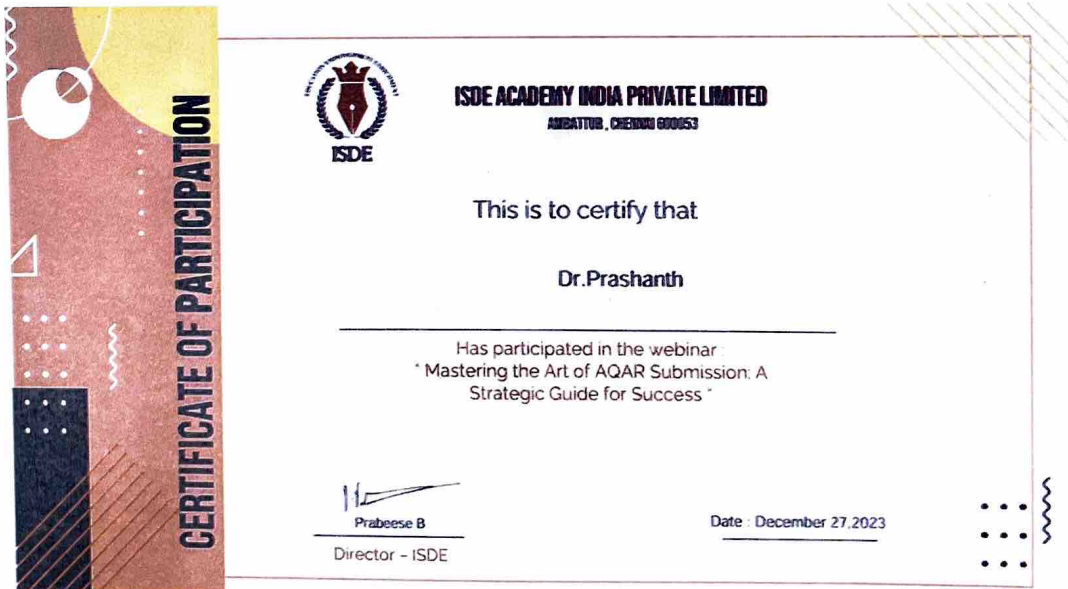 CERTIFICATE OF PARTICIPATION
ISDE
ISDE ACADEMY INDIA PRIVATE LIMITED
AMBATTUR , CHENNAI 600053
This is to certify that
Dr.Prashanth
Has participated in the webinar :
" Mastering the Art of AQAR Submission: A
Strategic Guide for Success "
Prabeese B
Director – ISDE
Date : December 27,2023